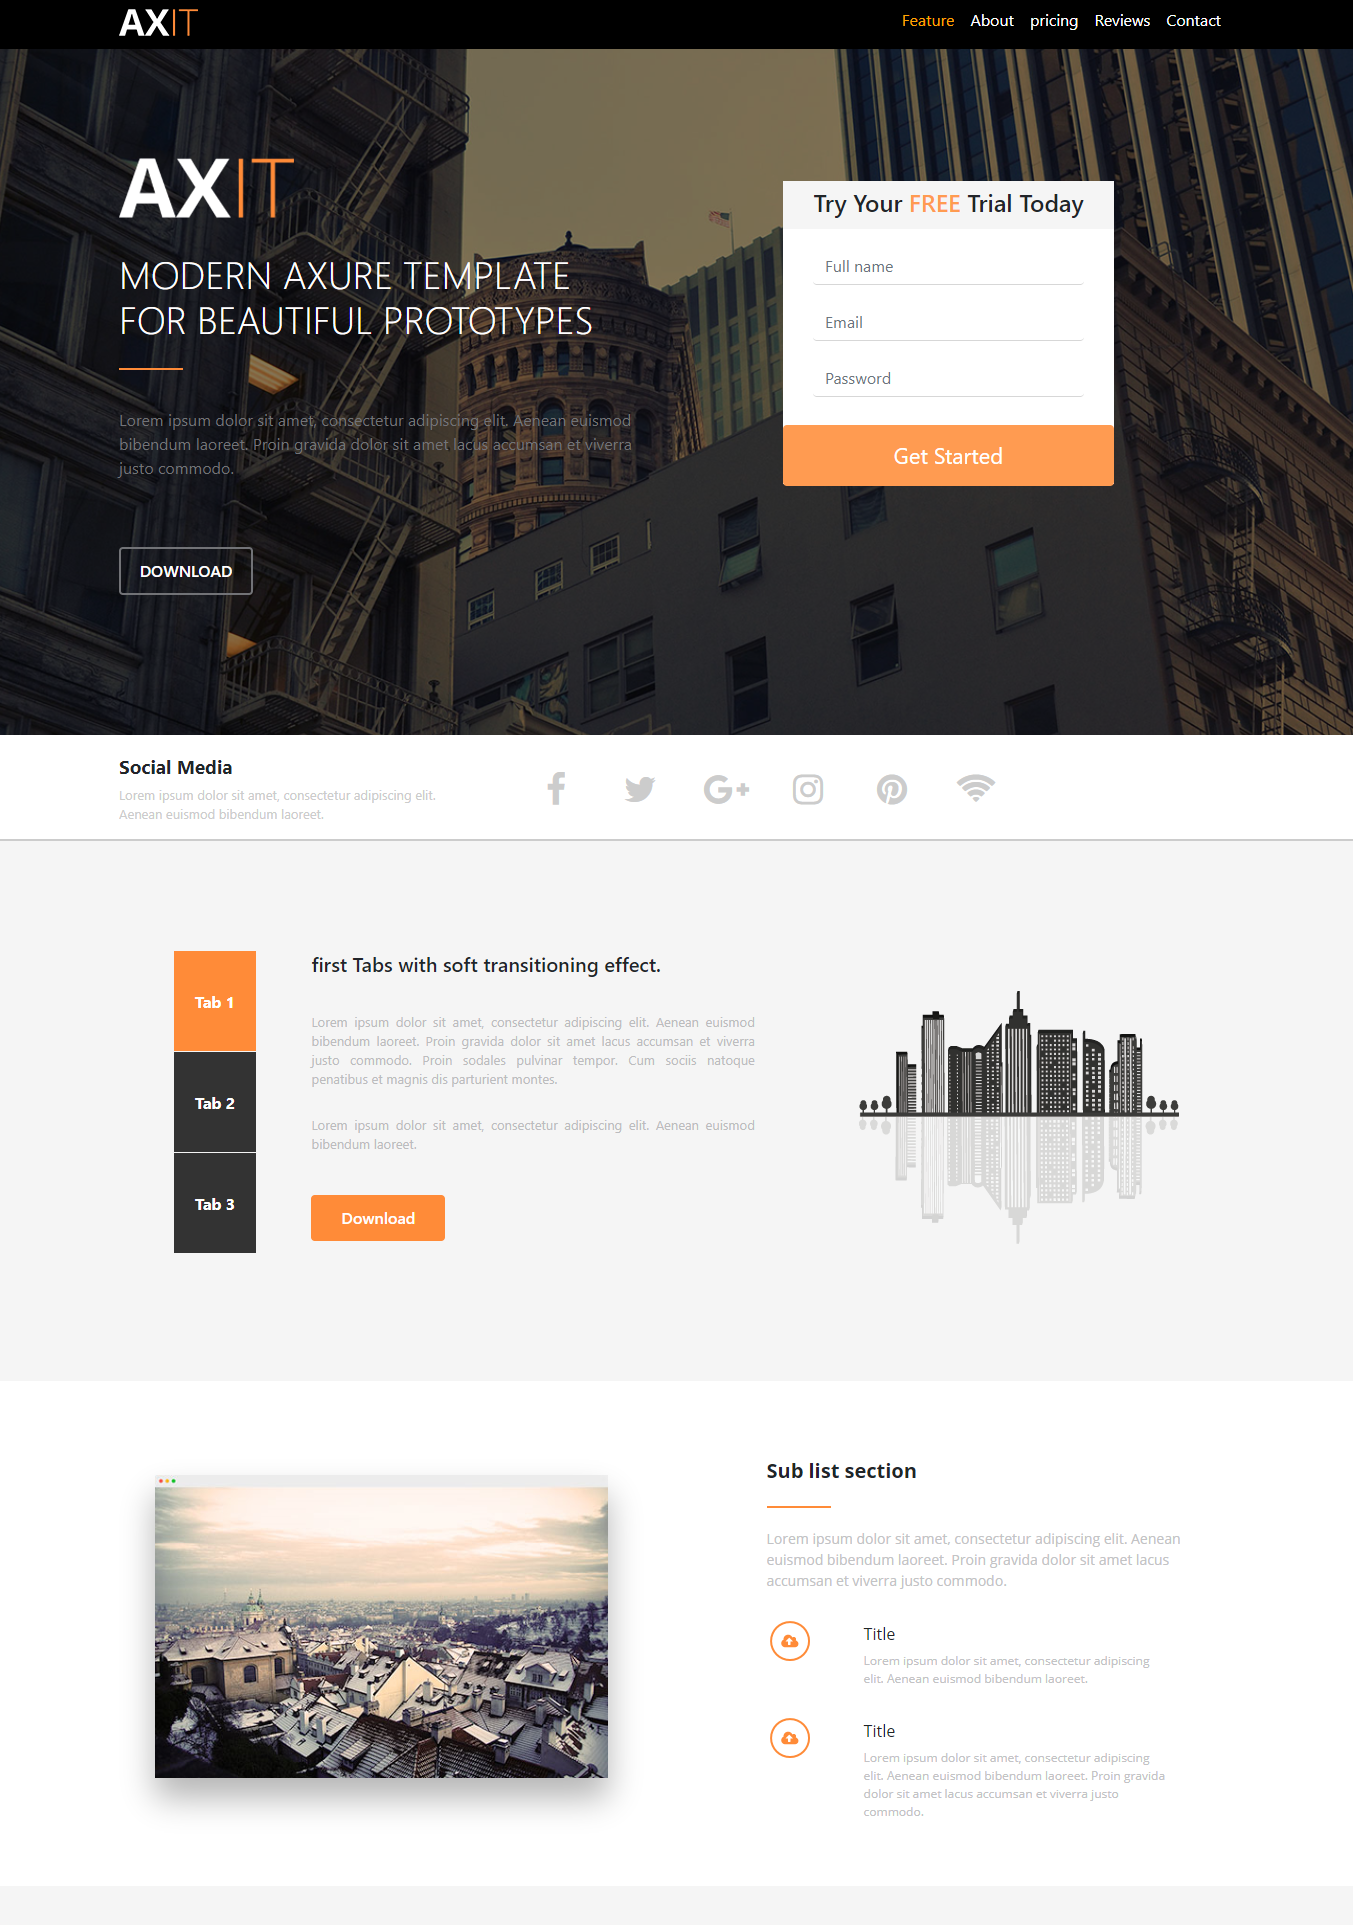 AXIT
Feature About pricing Reviews Contact
AXIT
MODERN AXURE TEMPLATE
FOR BEAUTIFUL PROTOTYPES
Lorem ipsum dolor sit amet, consectetur adipiscing elit. Aenean euismod
bibendum laoreet. Proin gravida dolor sit amet lacus accumsan et viverra
justo commodo.
DOWNLOAD
Try Your FREE Trial Today
Full name
Email
Password
Get Started
Social Media
Lorem ipsum dolor sit amet, consectetur adipiscing elit.
Aenean euismod bibendum laoreet.
Tab 1
Tab 2
Tab 3
first Tabs with soft transitioning effect.
Lorem ipsum dolor sit amet, consectetur adipiscing elit. Aenean euismod
bibendum laoreet. Proin gravida dolor sit amet lacus accumsan et viverra
justo commodo. Proin sodales pulvinar tempor. Cum sociis natoque
penatibus et magnis dis parturient montes.
Lorem ipsum dolor sit amet, consectetur adipiscing elit. Aenean euismod
bibendum laoreet.
Download
Sub list section
Lorem ipsum dolor sit amet, consectetur adipiscing elit. Aenean
euismod bibendum laoreet. Proin gravida dolor sit amet lacus
accumsan et viverra justo commodo.
Title
Lorem ipsum dolor sit amet, consectetur adipiscing
elit. Aenean euismod bibendum laoreet.
Title
Lorem ipsum dolor sit amet, consectetur adipiscing
elit. Aenean euismod bibendum laoreet. Proin gravida
dolor sit amet lacus accumsan et viverra justo
commodo.